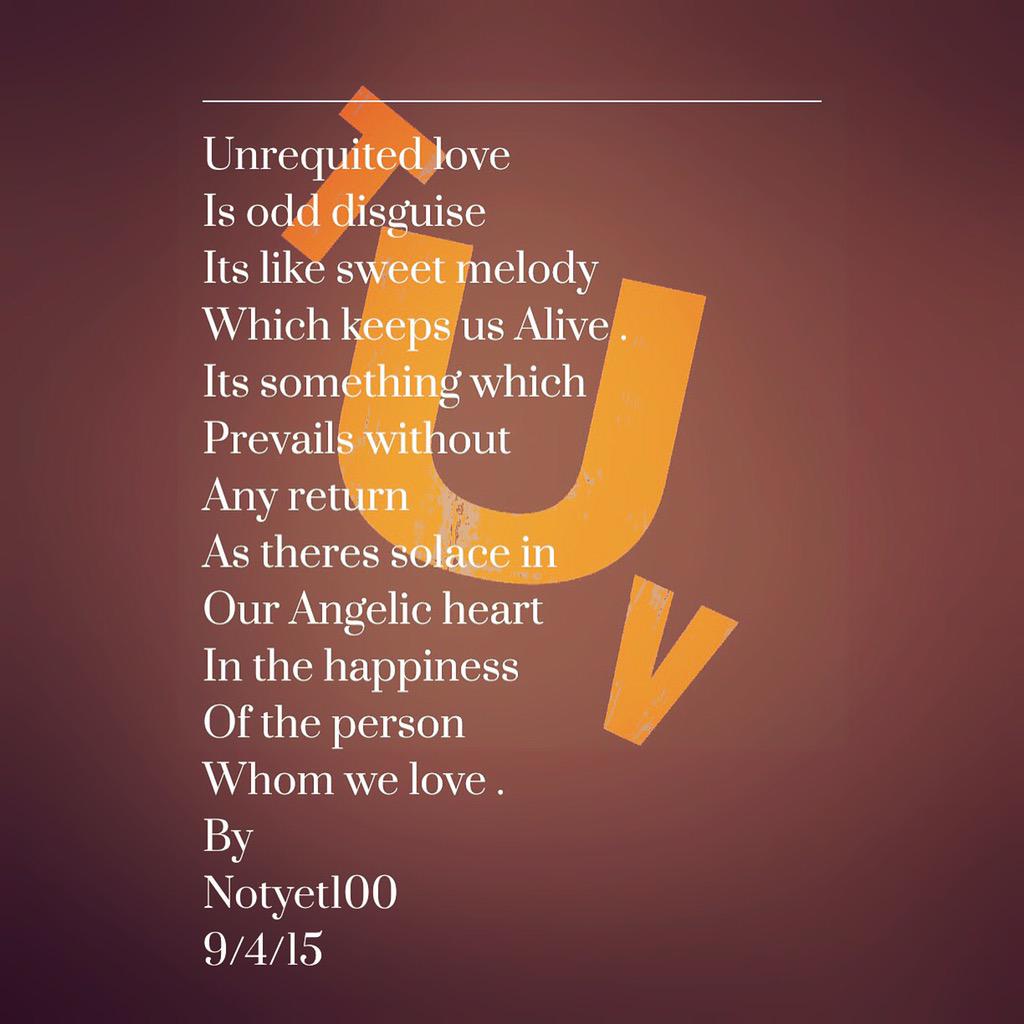 Unrequited love
Is odd disguise
Its like sweet melody
Which keeps us Alive .
Its something which
Prevails without
Any return
As theres solace in
Our Angelic heart
In the happiness
Of the person
Whom we love .
By
Notyet100
9/4/15
T
U
V